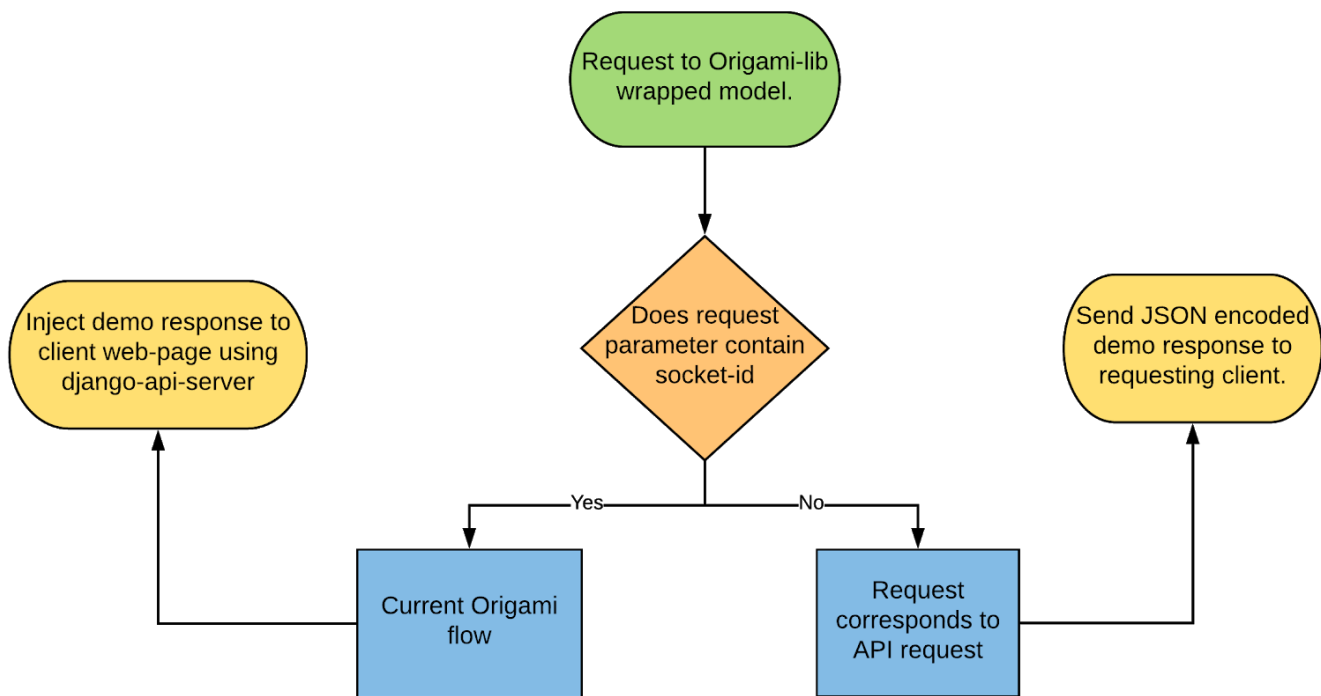 Request to Origami-lib
wrapped model.
Does request
parameter contain
socket-id
Inject demo response to
client web-page using
django-api-server
Send JSON encoded
demo response to
requesting client.
Yes
No
Current Origami
flow
Request
corresponds to
API request